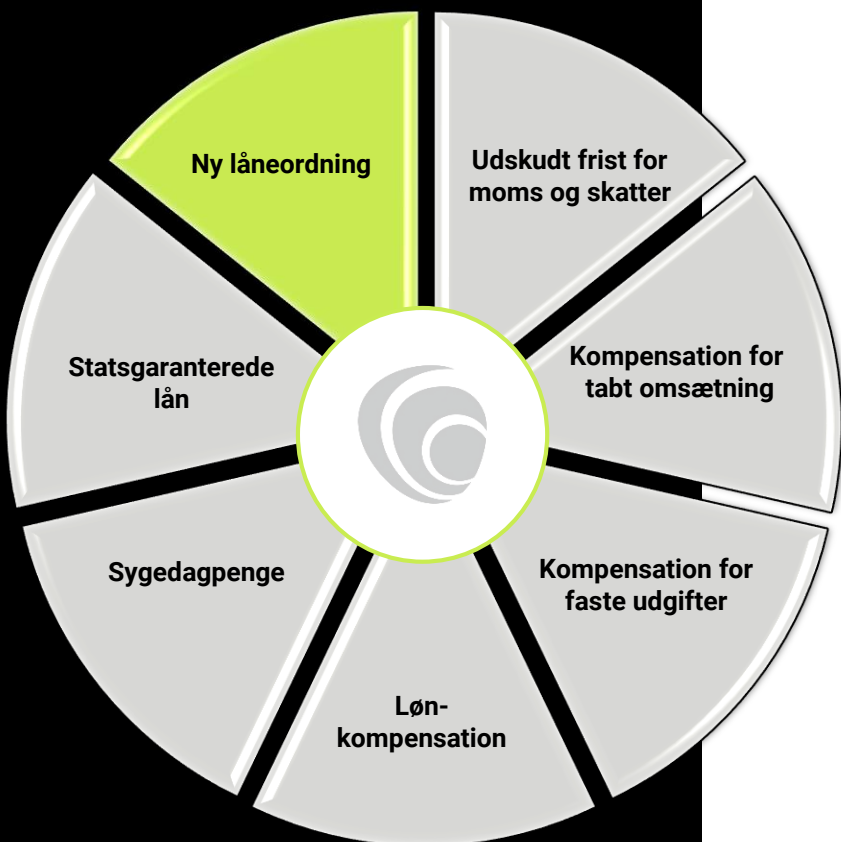 Ny låneordning
Udskudt frist for
moms og skatter
Kompensation for
tabt omsætning
Kompensation for
faste udgifter
Løn-
kompensation
Sygedagpenge
Statsgaranterede
lån